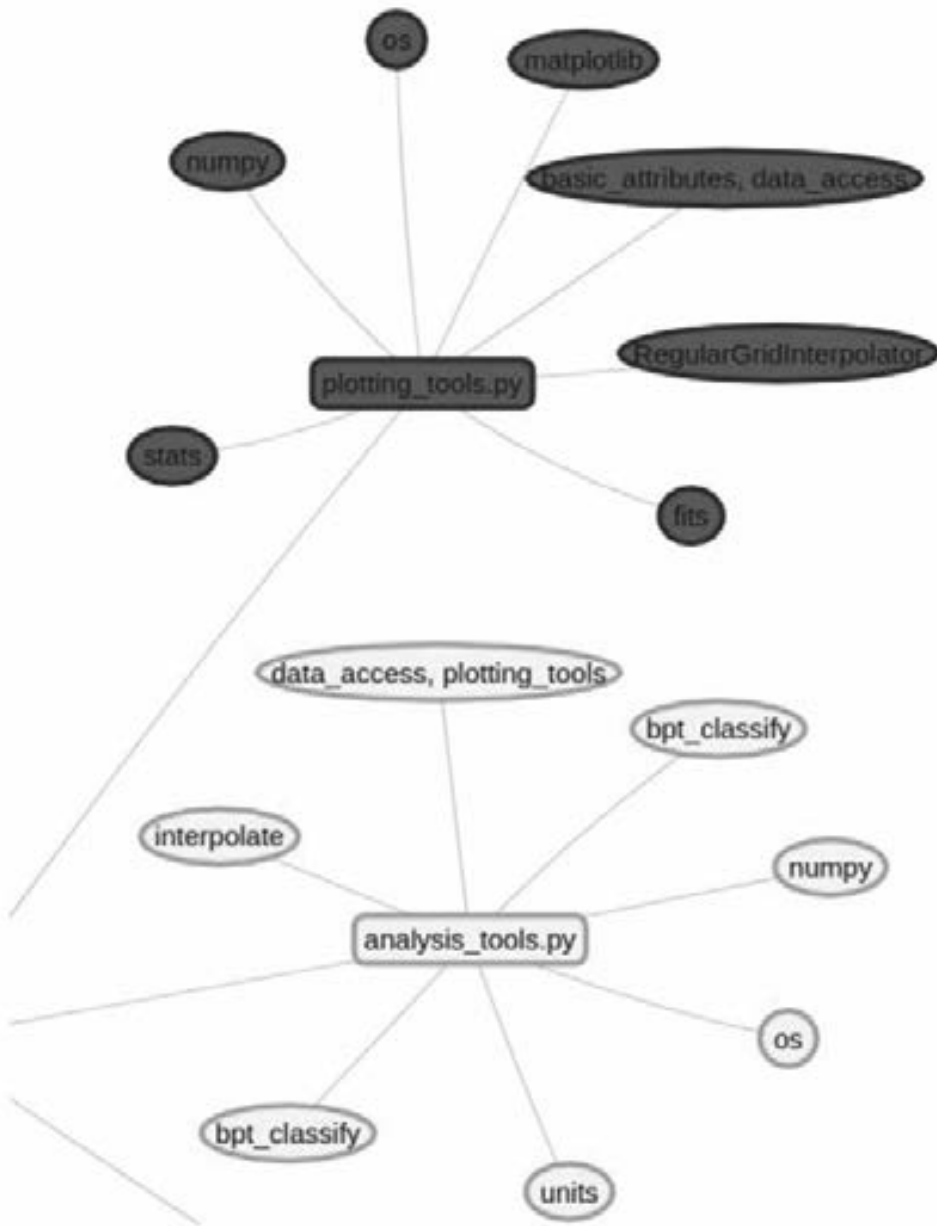 os
matplotlib
numpy
basic_attributes, data_access
RegularGridInterpolator
plotting_tools.py
stats
fits
data_access, plotting_tools
bpt_classify
interpolate
numpy
analysis_tools.py
os
bpt_classify
units